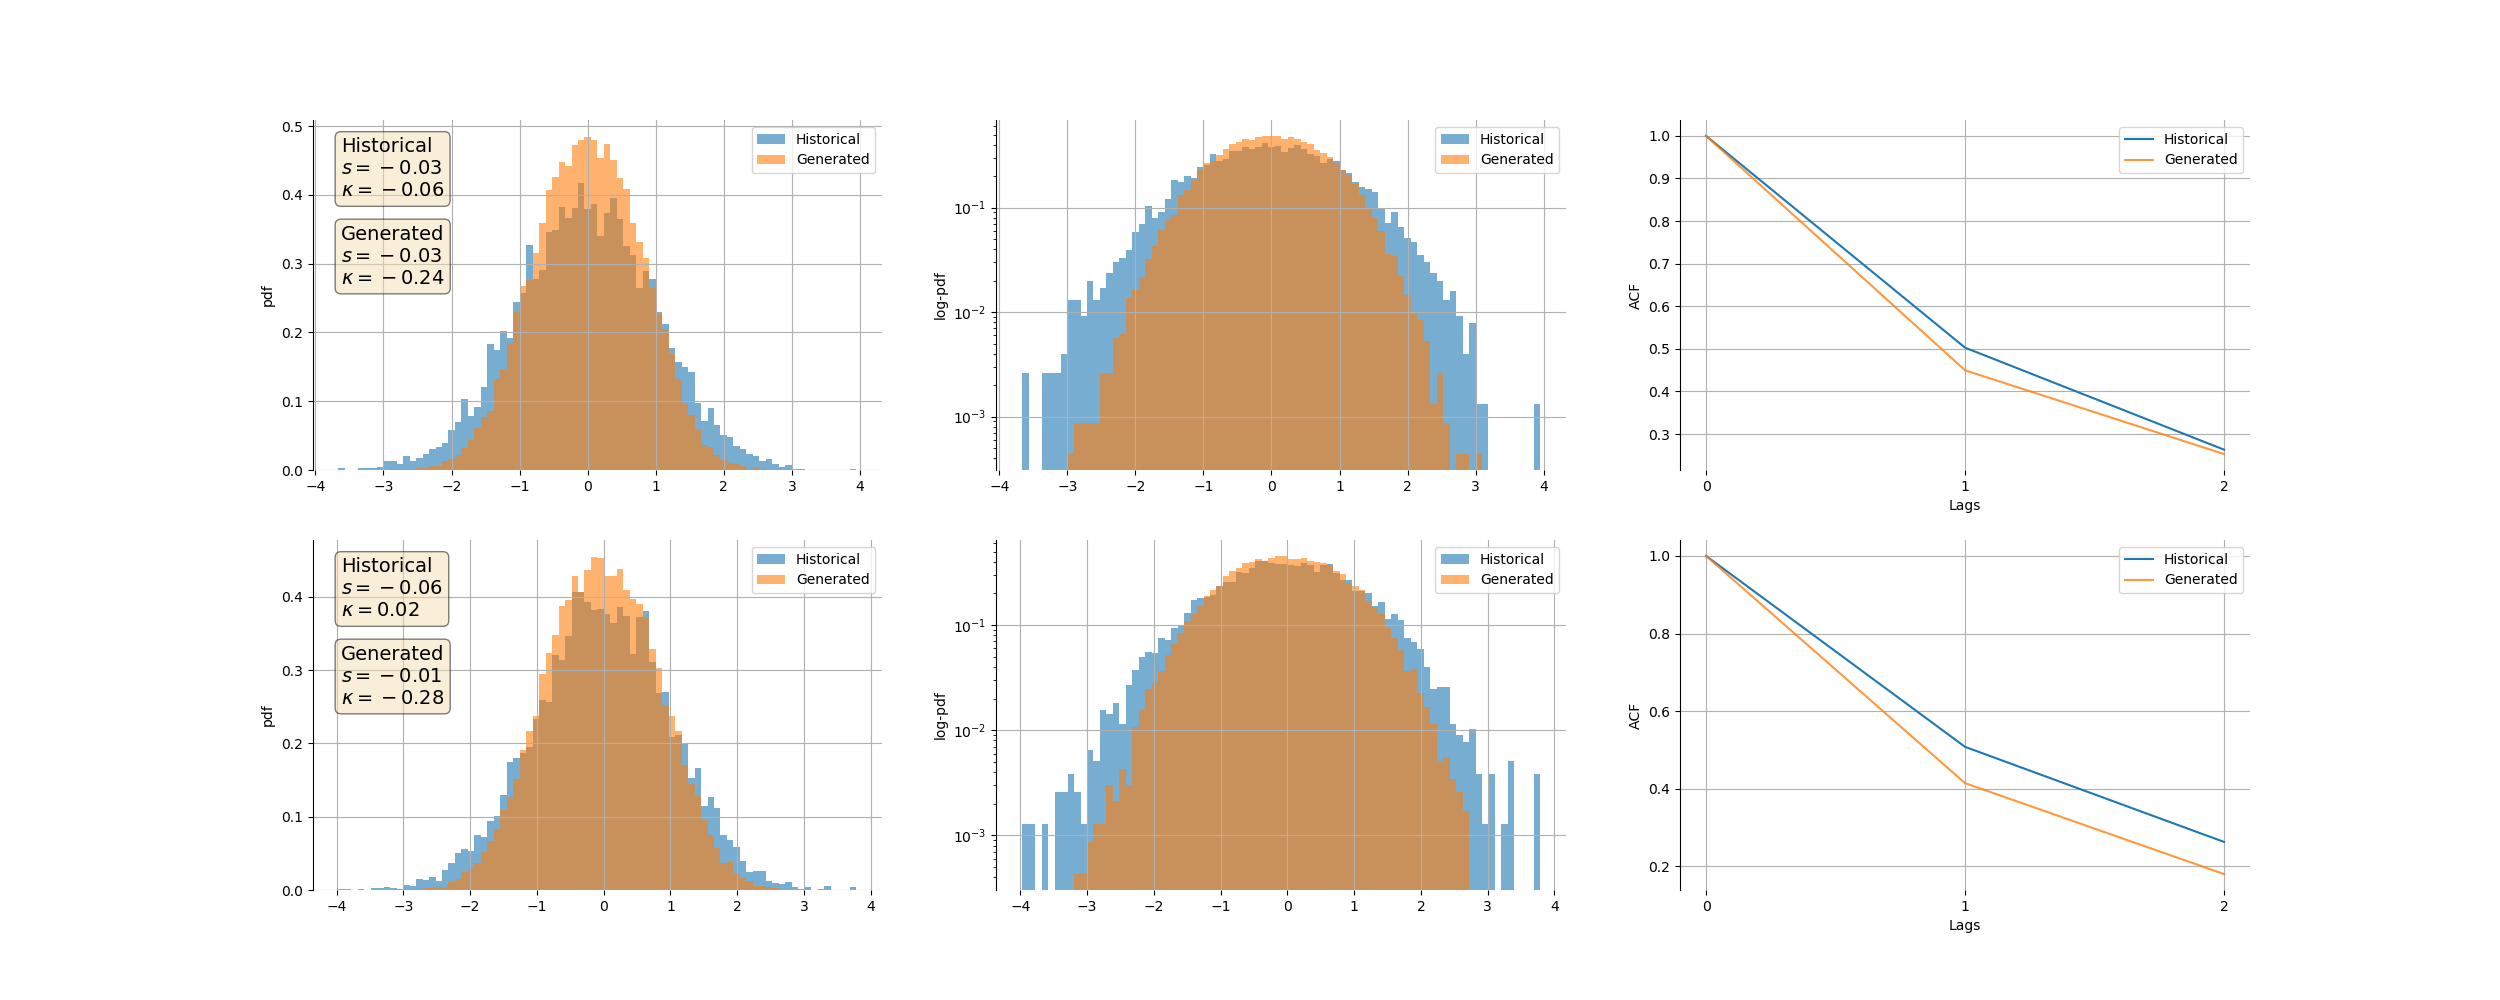 Historical
s = −0.03
κ = −0.06
Generated
s = −0.03
κ = −0.24
Historical
Generated
pdf
0.5
0.4
0.3
0.2
0.1
0.0
−4 −3 −2 −1 0 1 2 3 4
Historical
Generated
log-pdf
10⁻¹
10⁻²
10⁻³
−4 −3 −2 −1 0 1 2 3 4
Historical
Generated
ACF
1.0
0.9
0.8
0.7
0.6
0.5
0.4
0.3
0 1 2
Lags
Historical
s = −0.06
κ = 0.02
Generated
s = −0.01
κ = −0.28
Historical
Generated
pdf
0.4
0.3
0.2
0.1
0.0
−4 −3 −2 −1 0 1 2 3 4
Historical
Generated
log-pdf
10⁻¹
10⁻²
10⁻³
−4 −3 −2 −1 0 1 2 3 4
Historical
Generated
ACF
1.0
0.8
0.6
0.4
0.2
0 1 2
Lags